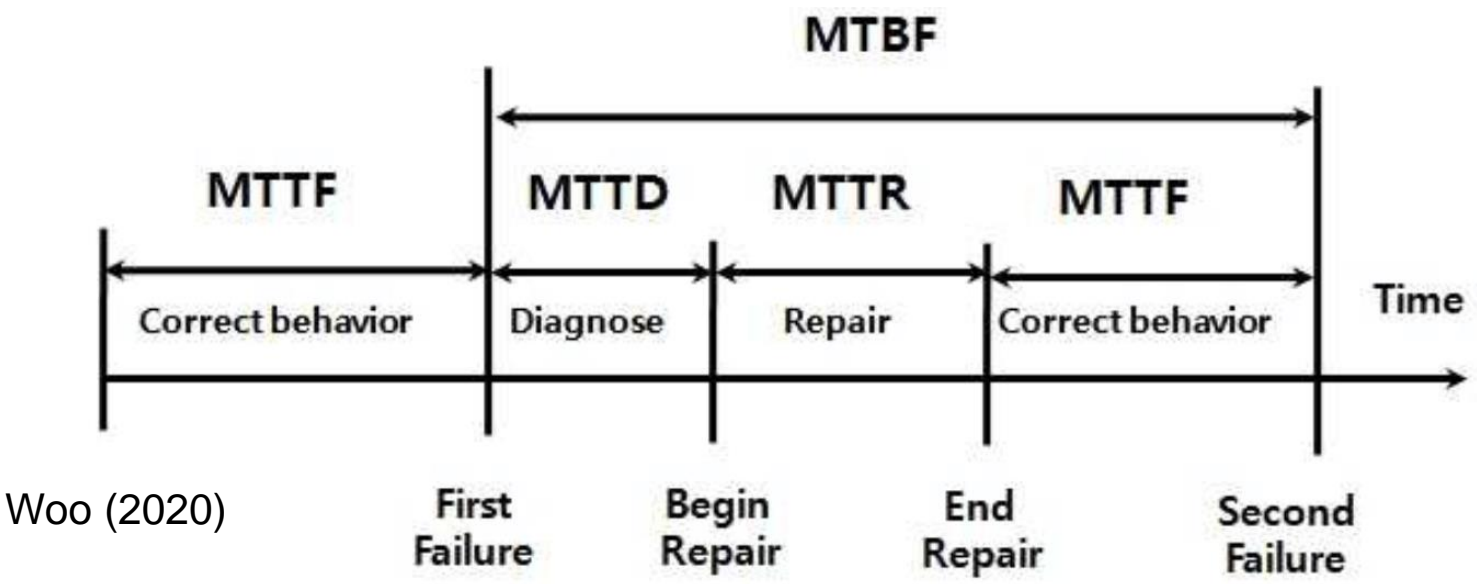 MTBF
MTTF
MTTD
MTTR
MTTF
Time
Correct behavior
Diagnose
Repair
Correct behavior
Woo (2020)
First
Failure
Begin
Repair
End
Repair
Second
Failure